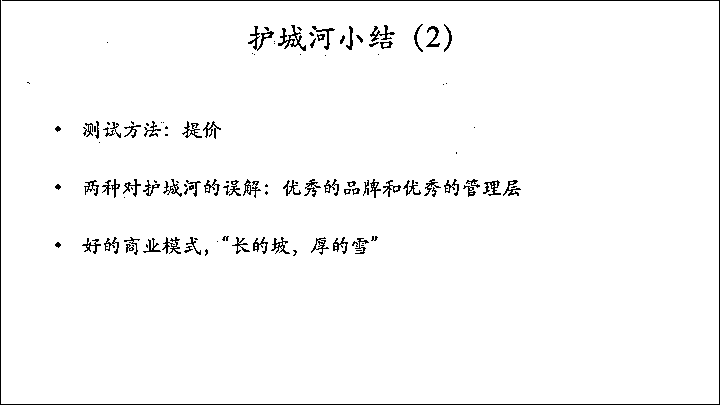 护城河小结（2）
• 测试方法：提价
• 两种对护城河的误解：优秀的品牌和优秀的管理层
• 好的商业模式，“长的坡，厚的雪”